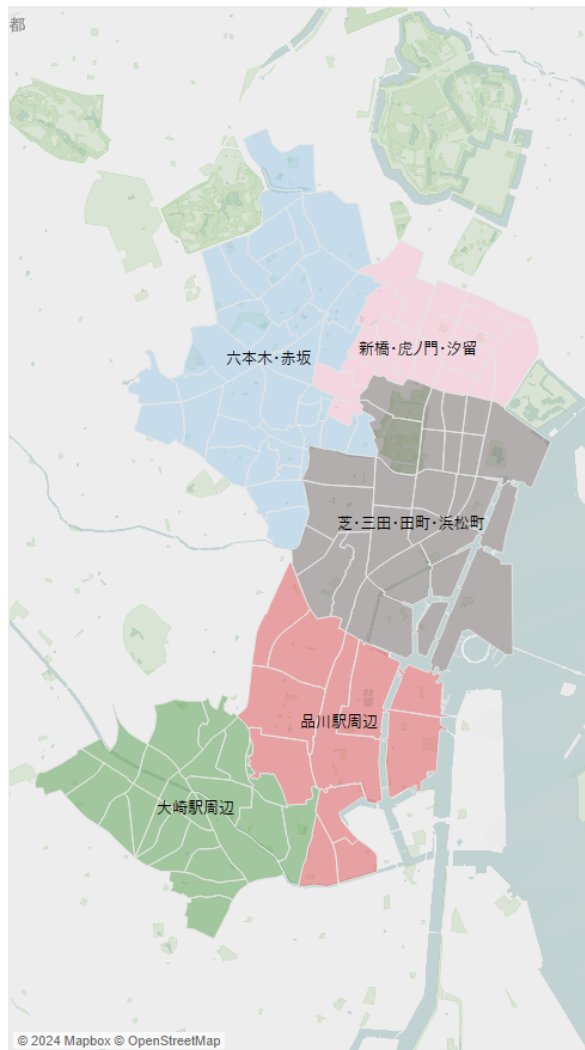 都
六本木・赤坂
新橋・虎ノ門・汐留
芝・三田・田町・浜松町
品川駅周辺
大崎駅周辺
© 2024 Mapbox © OpenStreetMap